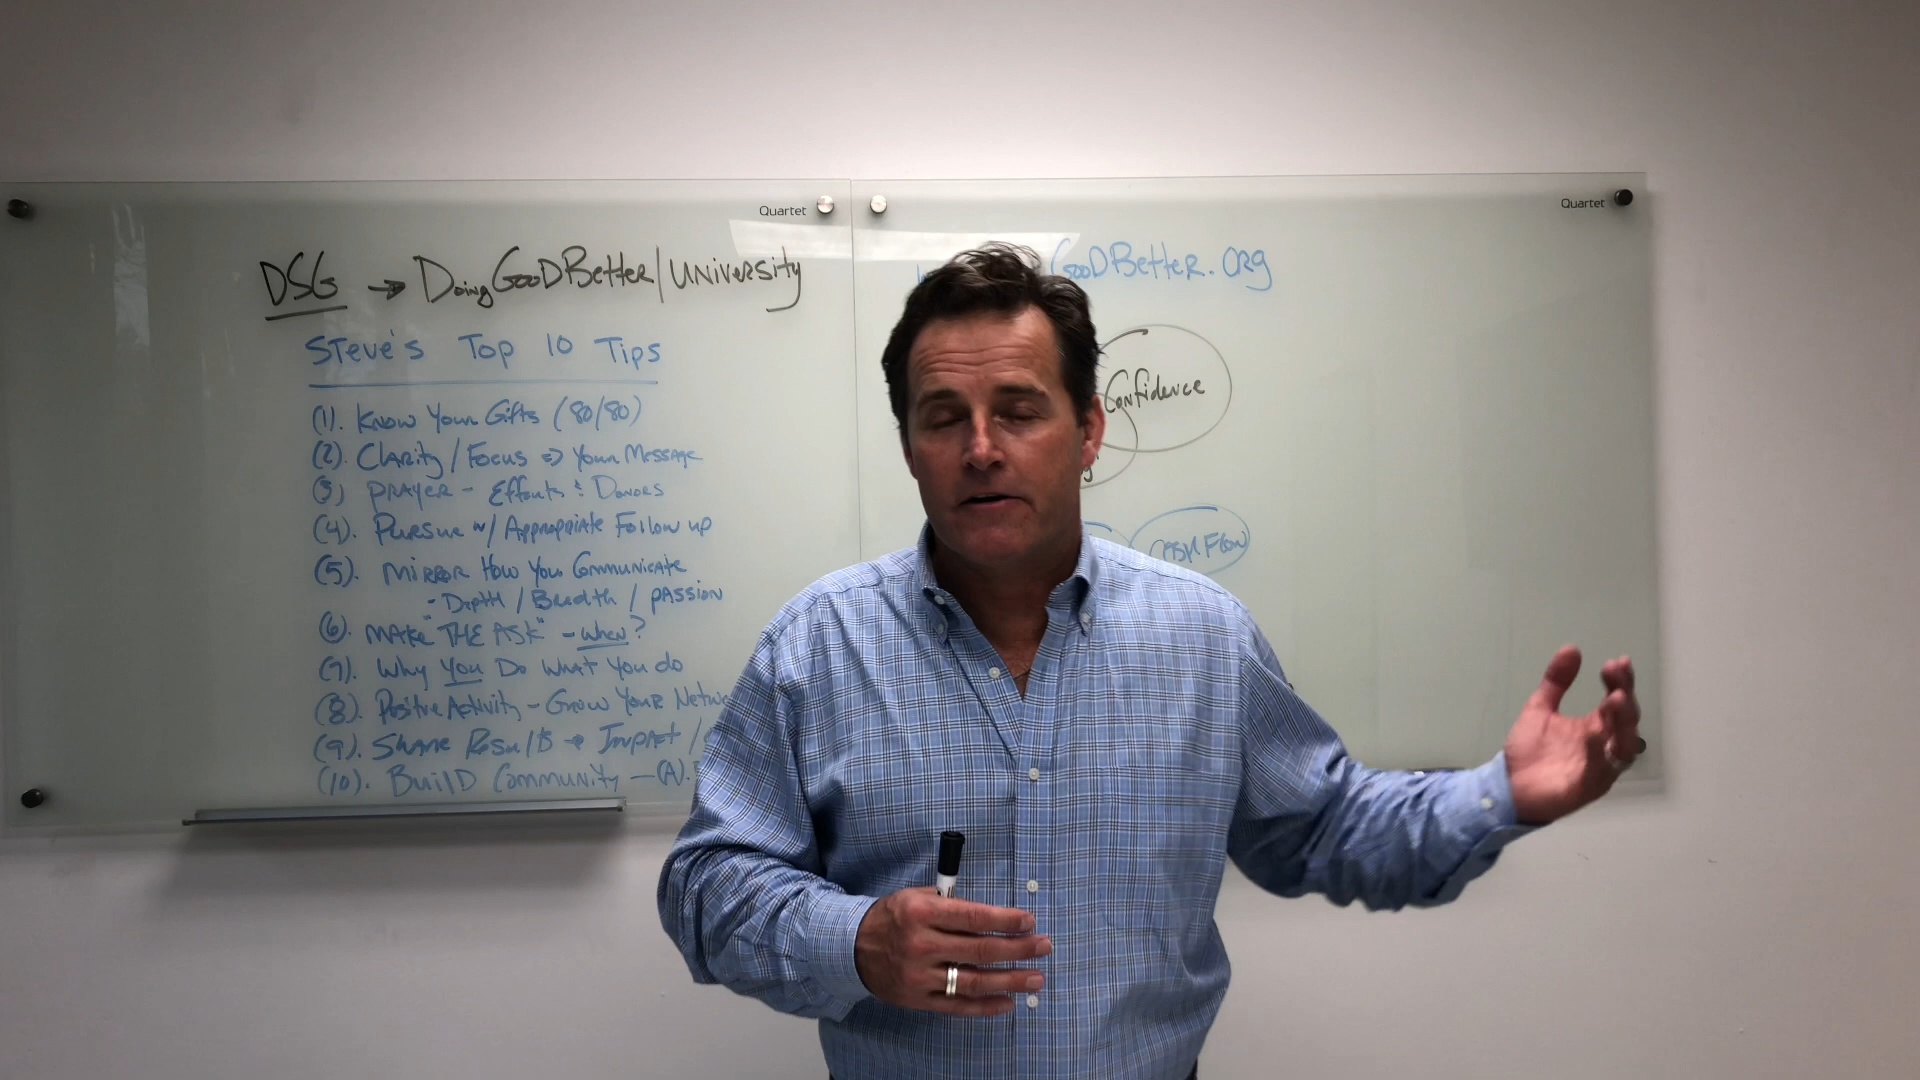 Quartet
Quartet
DSG → DoingGooDBetter/University
Steve's Top 10 Tips
(1). Know Your Gifts (80/80)
(2). Clarity/Focus => Your Message
(3) Prayer - Efforts & Donors
(4). Pursue w/ Appropriate Follow up
(5). Mirror How You Communicate
- Depth / Breadth / Passion
(6). Make "THE ASK" - When?
(7). Why You Do What You do
(8). Positive Activity - Grow Your
(9). Share Results → Impact /
(10). Build Community - (A).
GooDBetter.org
Confidence
Cash Flow